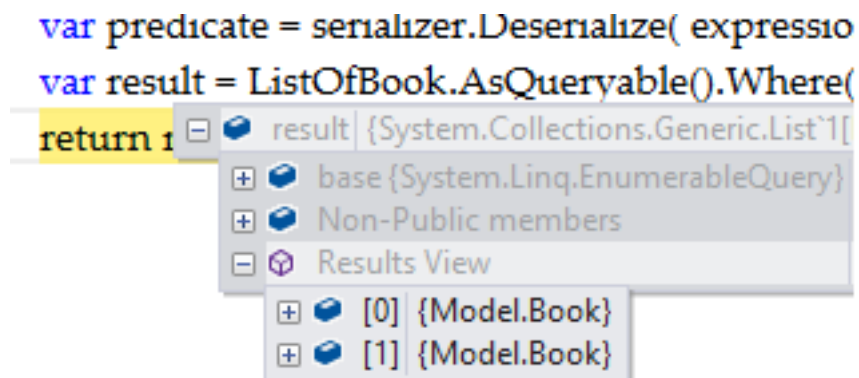 var predicate = serializer.Deserialize( expressio
var result = ListOfBook.AsQueryable().Where(
return r
result {System.Collections.Generic.List`1[
base {System.Linq.EnumerableQuery}
Non-Public members
Results View
[0] {Model.Book}
[1] {Model.Book}